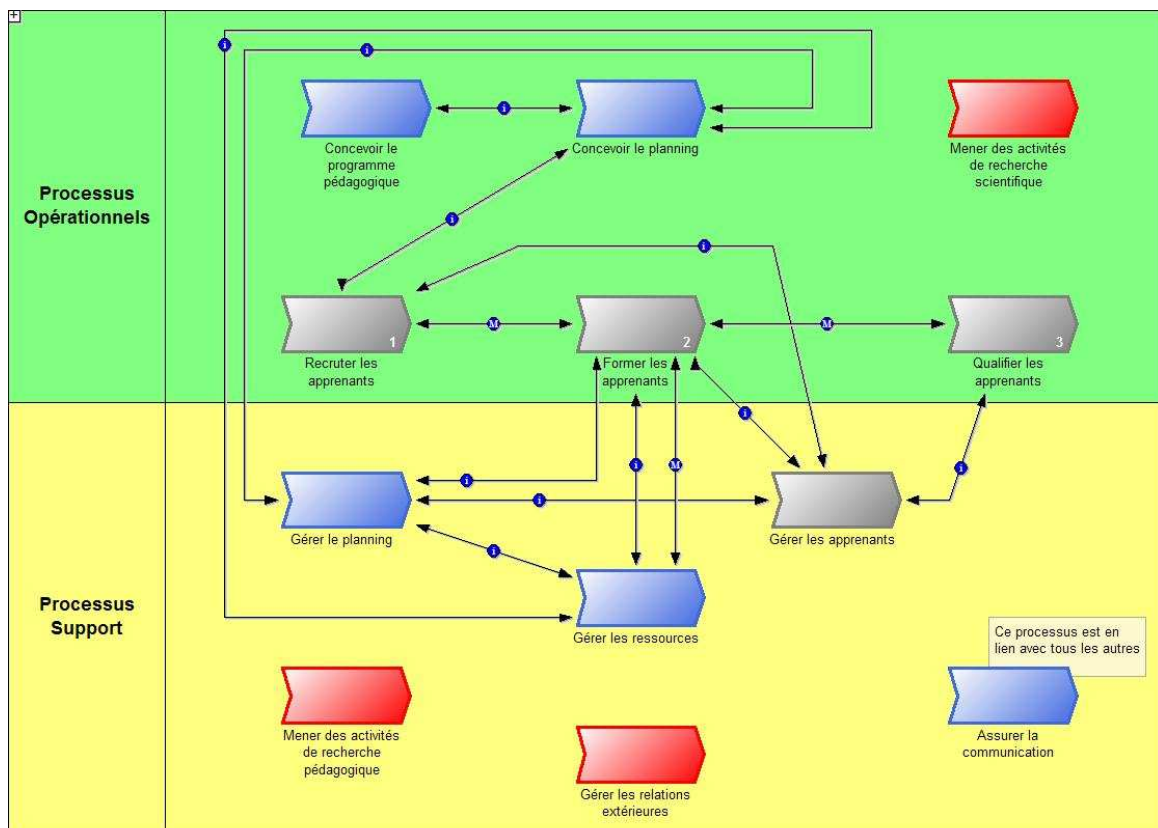 Processus
Opérationnels
i
i
i
Concevoir le
programme
pédagogique
Concevoir le planning
Mener des activités
de recherche
scientifique
i
i
1
M
2
M
3
Recruter les
apprenants
Former les
apprenants
Qualifier les
apprenants
Processus
Support
i
i
i
M
i
i
Gérer le planning
Gérer les apprenants
i
Gérer les ressources
Ce processus est en
lien avec tous les autres
Mener des activités
de recherche
pédagogique
Gérer les relations
extérieures
Assurer la
communication